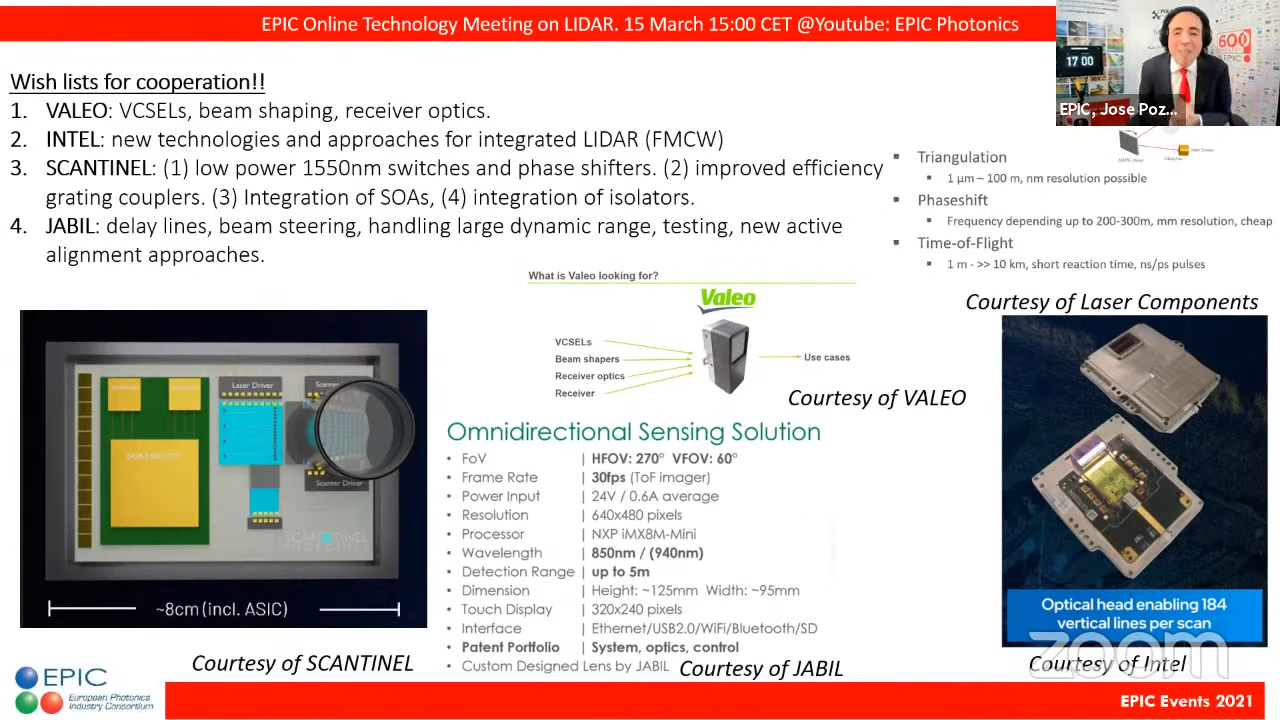 EPIC Online Technology Meeting on LIDAR. 15 March 15:00 CET @Youtube: EPIC Photonics
600
EPIC
17 00
EPIC, Jose Poz...
Wish lists for cooperation!!
1. VALEO: VCSELs, beam shaping, receiver optics.
2. INTEL: new technologies and approaches for integrated LIDAR (FMCW)
3. SCANTINEL: (1) low power 1550nm switches and phase shifters. (2) improved efficiency
grating couplers. (3) Integration of SOAs, (4) integration of isolators.
4. JABIL: delay lines, beam steering, handling large dynamic range, testing, new active
alignment approaches.
▪ Triangulation
▪ 1 µm – 100 m, nm resolution possible
▪ Phaseshift
▪ Frequency depending up to 200-300m, mm resolution, cheap
▪ Time-of-Flight
▪ 1 m - >> 10 km, short reaction time, ns/ps pulses
Courtesy of Laser Components
What is Valeo looking for?
Valeo
VCSELs
Beam shapers
Receiver optics
Receiver
Use cases
Courtesy of VALEO
Laser Driver
Scanner
Scanner Driver
SCANTINEL
PHOTONICS
~8cm (incl. ASIC)
Courtesy of SCANTINEL
Omnidirectional Sensing Solution
• FoV | HFOV: 270° VFOV: 60°
• Frame Rate | 30fps (ToF imager)
• Power Input | 24V / 0.6A average
• Resolution | 640x480 pixels
• Processor | NXP iMX8M-Mini
• Wavelength | 850nm / (940nm)
• Detection Range | up to 5m
• Dimension | Height: ~125mm Width: ~95mm
• Touch Display | 320x240 pixels
• Interface | Ethernet/USB2.0/WiFi/Bluetooth/SD
• Patent Portfolio | System, optics, control
• Custom Designed Lens by JABIL
Courtesy of JABIL
Optical head enabling 184
vertical lines per scan
Courtesy of Intel
zoom
EPIC
European Photonics
Industry Consortium
EPIC Events 2021